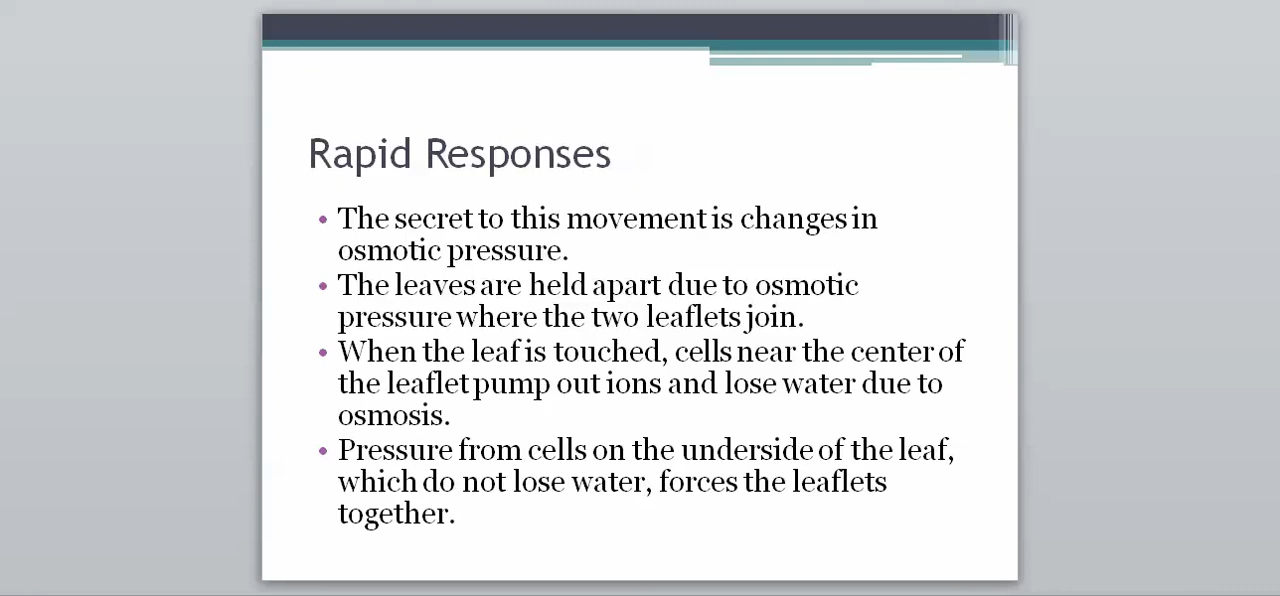 Rapid Responses
• The secret to this movement is changes in
osmotic pressure.
• The leaves are held apart due to osmotic
pressure where the two leaflets join.
• When the leaf is touched, cells near the center of
the leaflet pump out ions and lose water due to
osmosis.
• Pressure from cells on the underside of the leaf,
which do not lose water, forces the leaflets
together.